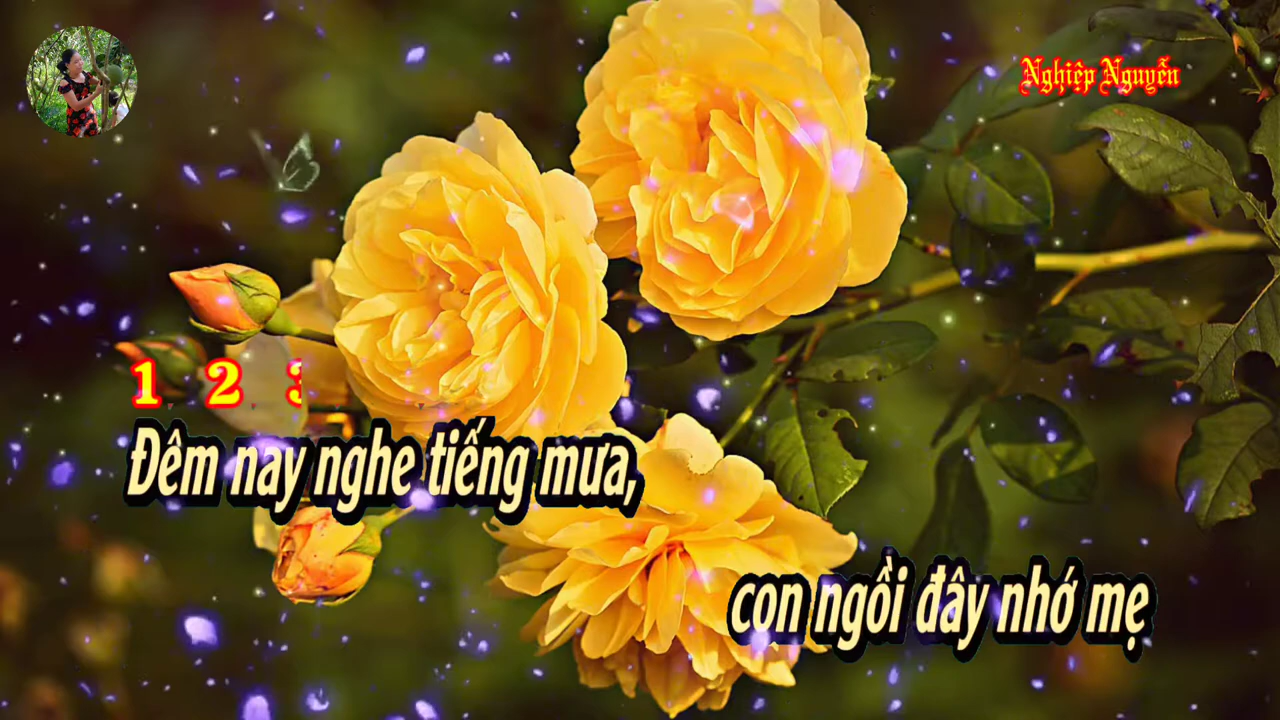 Nghiệp Nguyễn
1 2 3
Đêm nay nghe tiếng mưa,
con ngồi đây nhớ mẹ